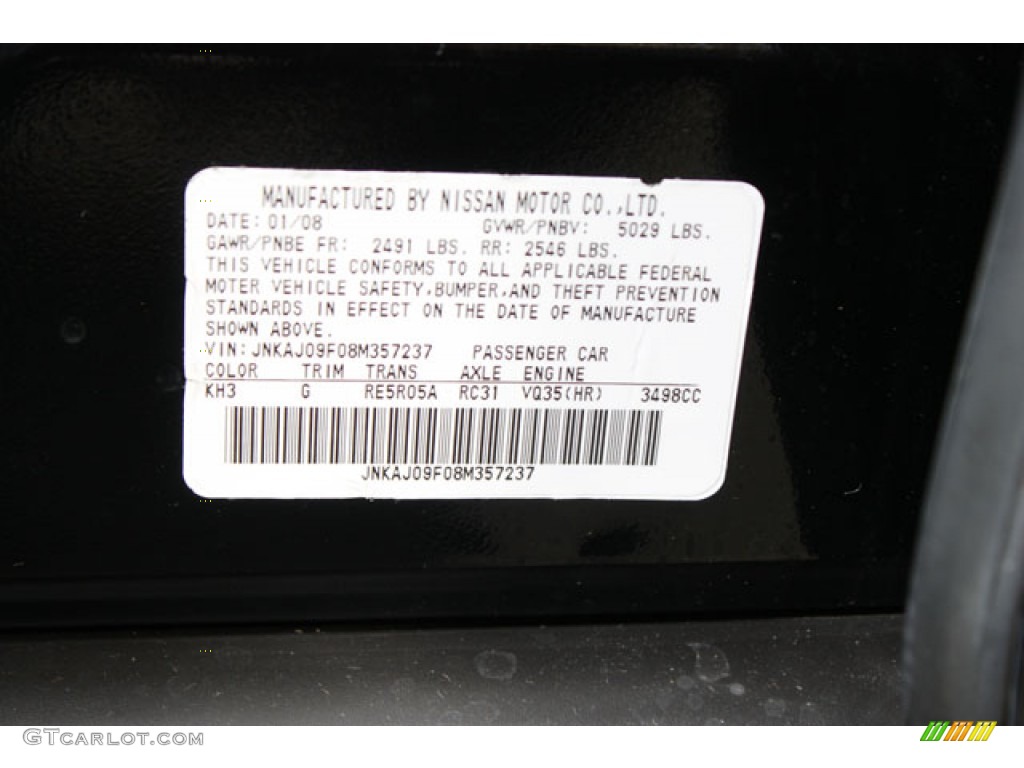 MANUFACTURED BY NISSAN MOTOR CO.,LTD.
DATE: 01/08 GVWR/PNBV: 5029 LBS.
GAWR/PNBE FR: 2491 LBS. RR: 2546 LBS.
THIS VEHICLE CONFORMS TO ALL APPLICABLE FEDERAL
MOTER VEHICLE SAFETY,BUMPER,AND THEFT PREVENTION
STANDARDS IN EFFECT ON THE DATE OF MANUFACTURE
SHOWN ABOVE.
VIN: JNKAJ09F08M357237 PASSENGER CAR
COLOR TRIM TRANS AXLE ENGINE
KH3 G RE5R05A RC31 VQ35(HR) 3498CC
JNKAJ09F08M357237
GTCarlot.com